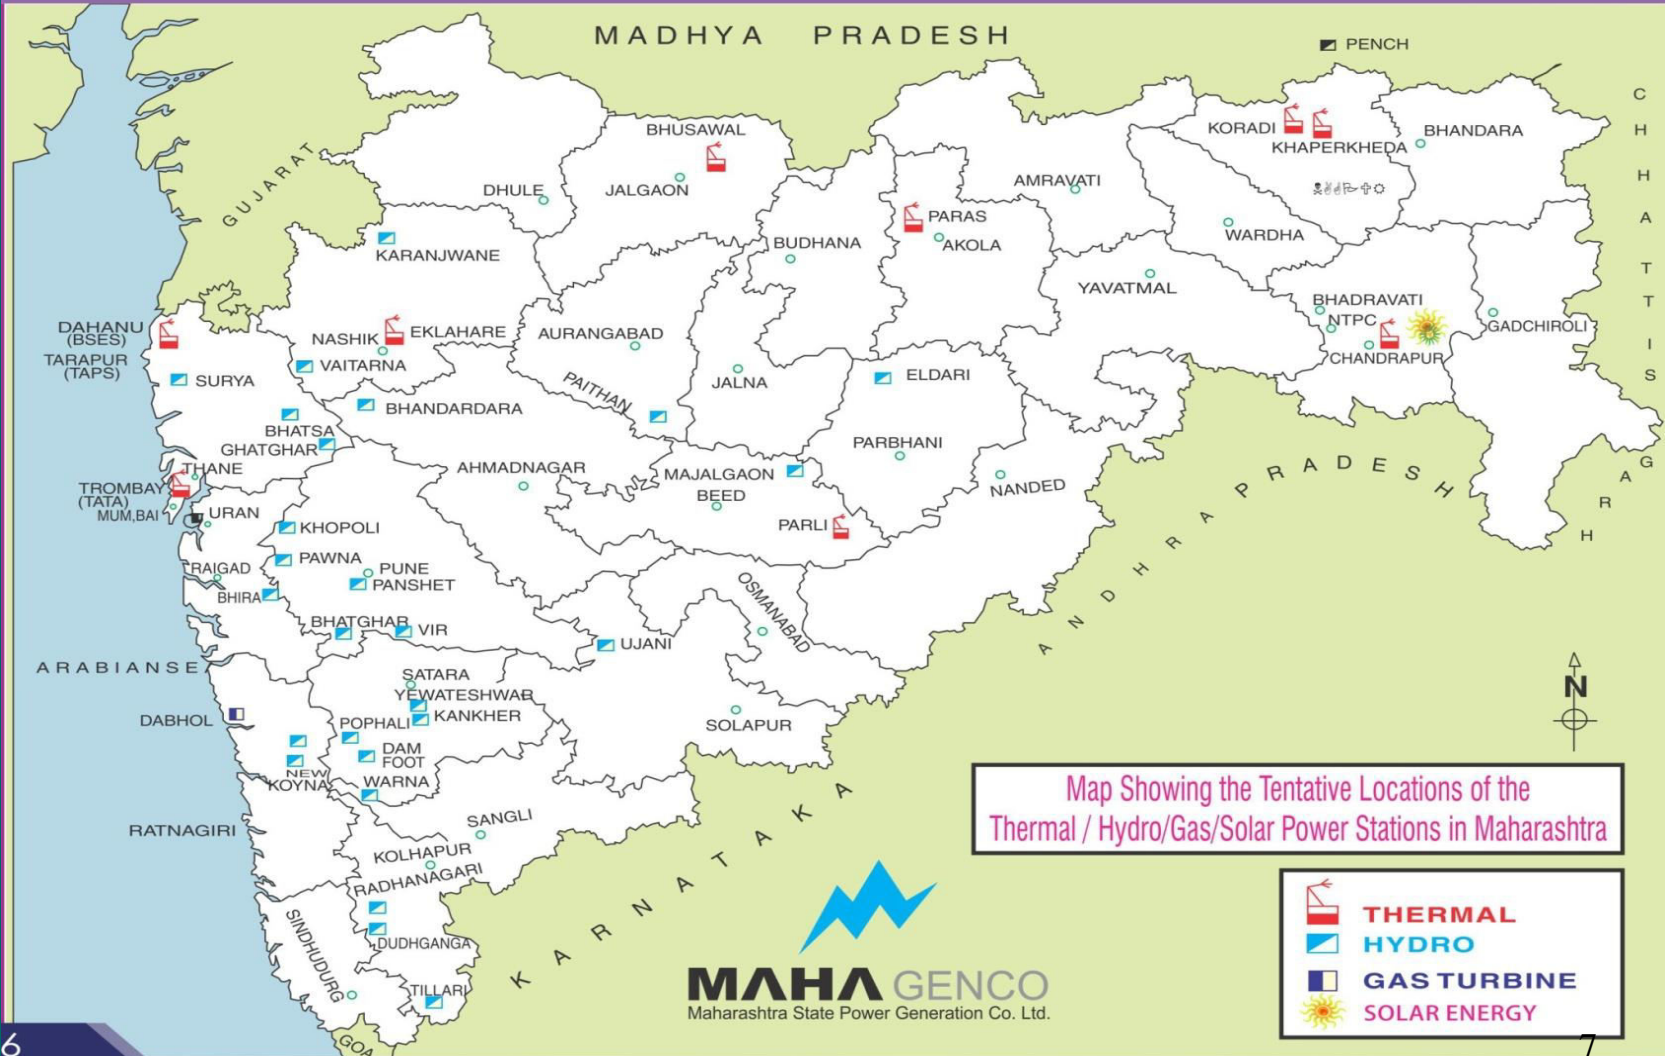 MADHYA PRADESH
PENCH
CHHATTISGARH
GUJARAT
BHUSAWAL
KORADI
KHAPERKHEDA
BHANDARA
DHULE
JALGAON
AMRAVATI
PARAS
AKOLA
WARDHA
KARANJWANE
BUDHANA
YAVATMAL
BHADRAVATI
NTPC
CHANDRAPUR
GADCHIROLI
DAHANU
(BSES)
TARAPUR
(TAPS)
NASHIK
EKLAHARE
AURANGABAD
VAITARNA
SURYA
JALNA
ELDARI
PAITHAN
BHANDARDARA
BHATSA
GHATGHAR
PARBHANI
THANE
AHMADNAGAR
MAJALGAON
BEED
NANDED
TROMBAY
(TATA)
MUM,BAI
URAN
KHOPOLI
PARLI
ANDHRA PRADESH
PAWNA
RAIGAD
PUNE
PANSHET
BHIRA
OSMANABAD
BHATGHAR
VIR
UJANI
ARABIANSEA
SATARA
YEWATESHWAR
KANKHER
DABHOL
POPHALI
DAM
FOOT
SOLAPUR
N
NEW
KOYNA
WARNA
RATNAGIRI
SANGLI
KOLHAPUR
RADHANAGARI
KARNATAKA
SINDHUDURG
DUDHGANGA
TILLARI
GOA
Map Showing the Tentative Locations of the
Thermal / Hydro/Gas/Solar Power Stations in Maharashtra
THERMAL
HYDRO
GAS TURBINE
SOLAR ENERGY
MAHA GENCO
Maharashtra State Power Generation Co. Ltd.
6
7